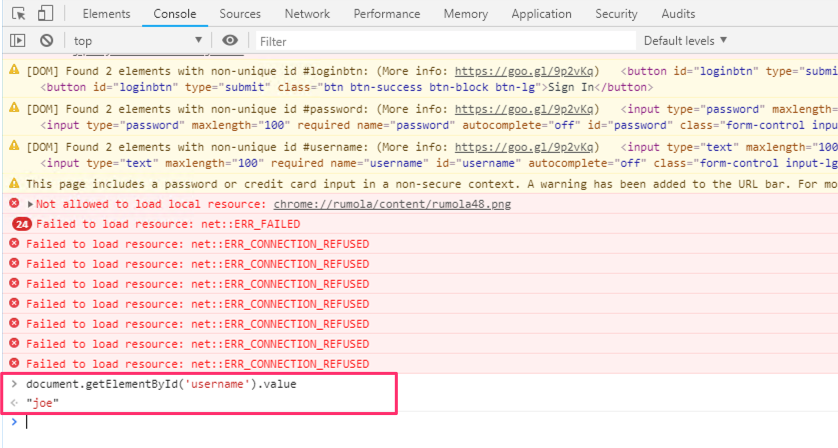 Elements Console Sources Network Performance Memory Application Security Audits
top Filter Default levels
[DOM] Found 2 elements with non-unique id #loginbtn: (More info: https://goo.gl/9p2vKq) <button id="loginbtn" type="submi
<button id="loginbtn" type="submit" class="btn btn-success btn-block btn-lg">Sign In</button>
[DOM] Found 2 elements with non-unique id #password: (More info: https://goo.gl/9p2vKq) <input type="password" maxlength=
<input type="password" maxlength="100" required name="password" autocomplete="off" id="password" class="form-control inpu
[DOM] Found 2 elements with non-unique id #username: (More info: https://goo.gl/9p2vKq) <input type="text" maxlength="100
<input type="text" maxlength="100" required name="username" id="username" autocomplete="off" class="form-control input-lg
This page includes a password or credit card input in a non-secure context. A warning has been added to the URL bar. For mo
Not allowed to load local resource: chrome://rumola/content/rumola48.png
24 Failed to load resource: net::ERR_FAILED
Failed to load resource: net::ERR_CONNECTION_REFUSED
Failed to load resource: net::ERR_CONNECTION_REFUSED
Failed to load resource: net::ERR_CONNECTION_REFUSED
Failed to load resource: net::ERR_CONNECTION_REFUSED
Failed to load resource: net::ERR_CONNECTION_REFUSED
Failed to load resource: net::ERR_CONNECTION_REFUSED
Failed to load resource: net::ERR_CONNECTION_REFUSED
> document.getElementById('username').value
"joe"
>